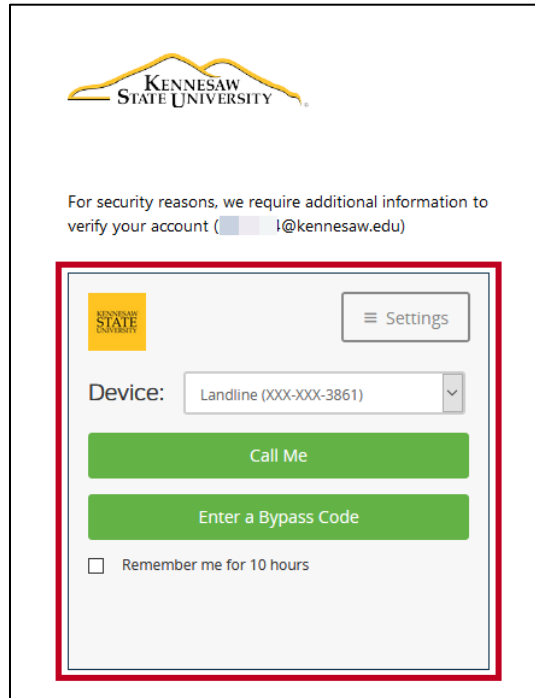 KENNESAW
STATE UNIVERSITY
For security reasons, we require additional information to
verify your account ( 4@kennesaw.edu)
KENNESAW
STATE
UNIVERSITY
≡ Settings
Device: Landline (XXX-XXX-3861)
Call Me
Enter a Bypass Code
Remember me for 10 hours